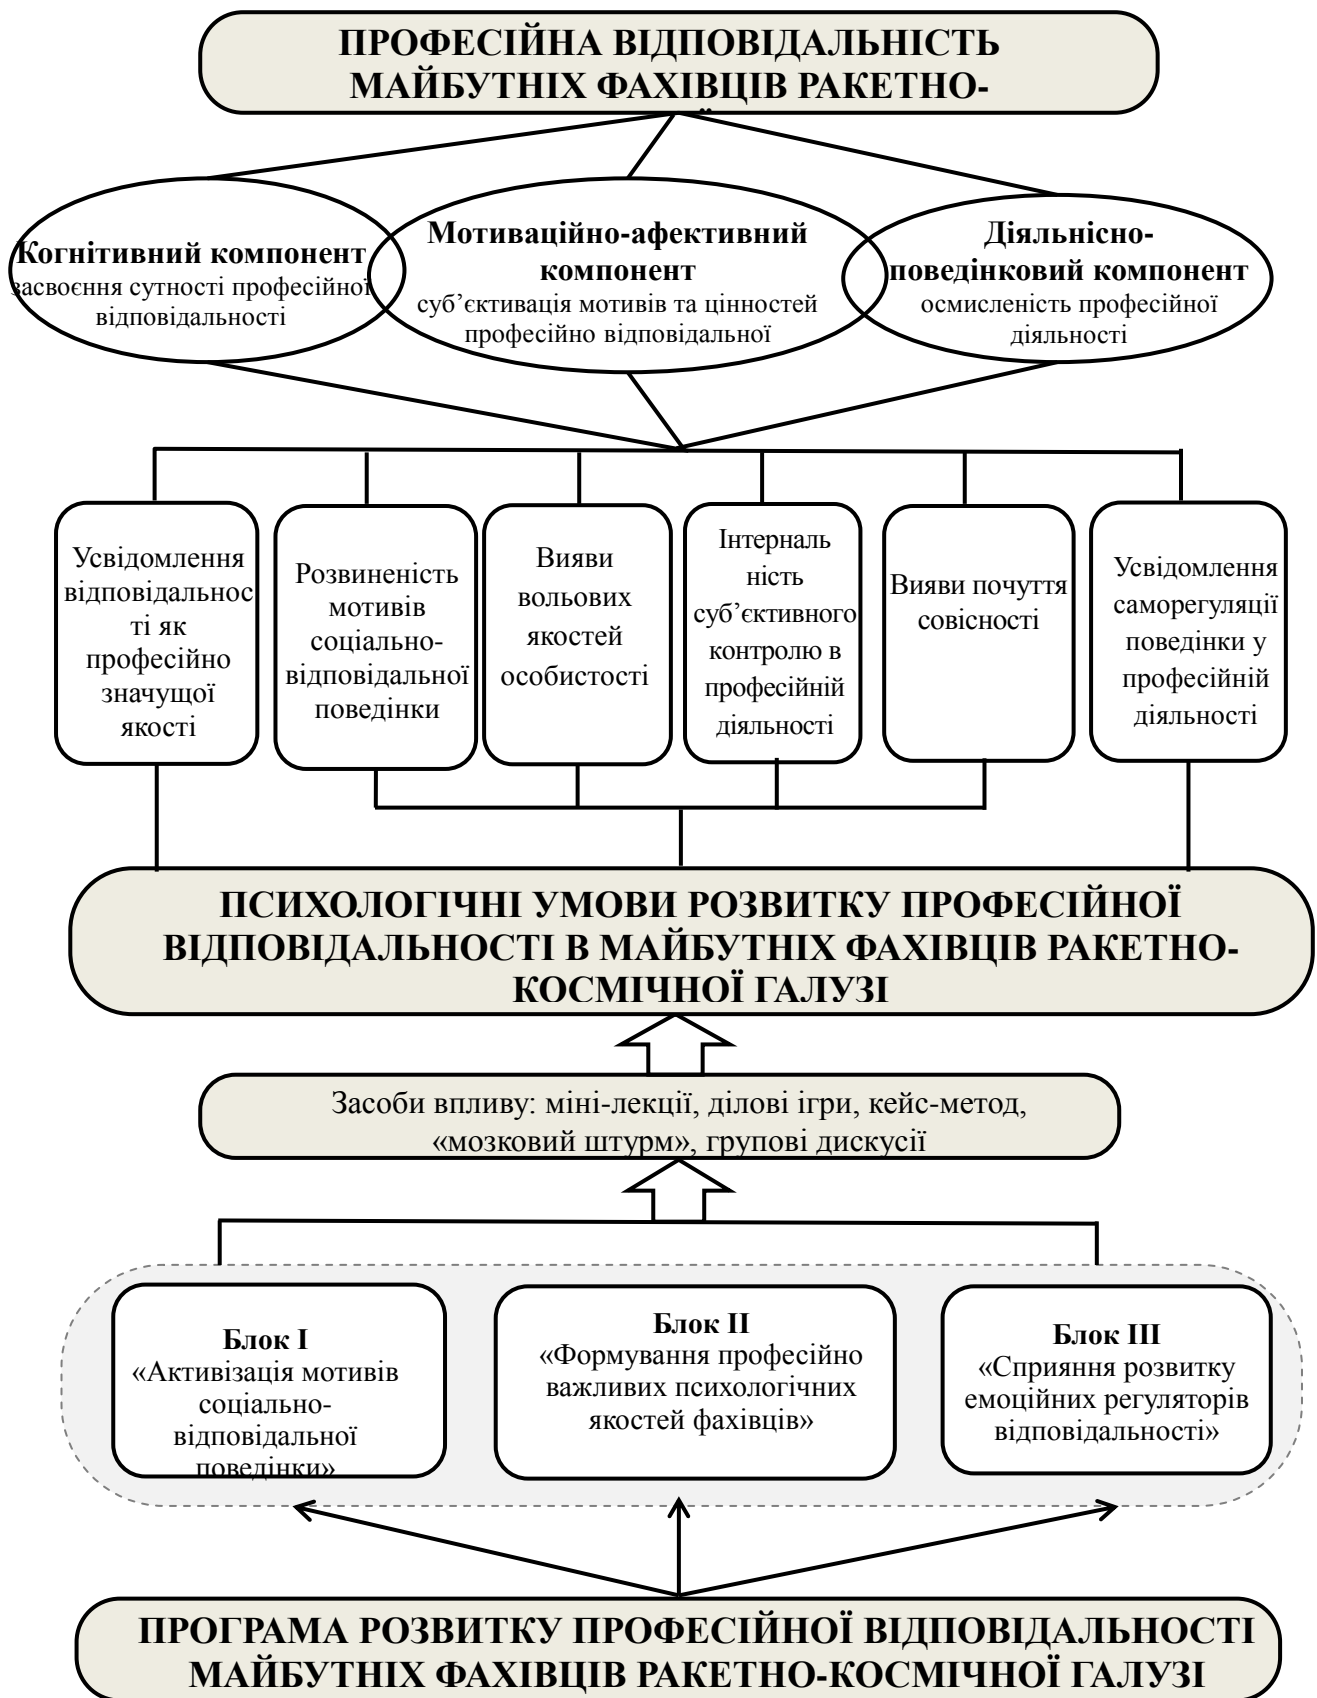 ПРОФЕСІЙНА ВІДПОВІДАЛЬНІСТЬ
МАЙБУТНІХ ФАХІВЦІВ РАКЕТНО-
Когнітивний компонент
засвоєння сутності професійної
відповідальності
Мотиваційно-афективний
компонент
суб’єктивація мотивів та цінностей
професійно відповідальної
Діяльнісно-
поведінковий компонент
осмисленість професійної
діяльності
Усвідомлення
відповідальнос
ті як
професійно
значущої
якості
Розвиненість
мотивів
соціально-
відповідальної
поведінки
Вияви
вольових
якостей
особистості
Інтерналь
ність
суб’єктивного
контролю в
професійній
діяльності
Вияви почуття
совісності
Усвідомлення
саморегуляції
поведінки у
професійній
діяльності
ПСИХОЛОГІЧНІ УМОВИ РОЗВИТКУ ПРОФЕСІЙНОЇ
ВІДПОВІДАЛЬНОСТІ В МАЙБУТНІХ ФАХІВЦІВ РАКЕТНО-
КОСМІЧНОЇ ГАЛУЗІ
Засоби впливу: міні-лекції, ділові ігри, кейс-метод,
«мозковий штурм», групові дискусії
Блок I
«Активізація мотивів
соціально-
відповідальної
поведінки»
Блок II
«Формування професійно
важливих психологічних
якостей фахівців»
Блок III
«Сприяння розвитку
емоційних регуляторів
відповідальності»
ПРОГРАМА РОЗВИТКУ ПРОФЕСІЙНОЇ ВІДПОВІДАЛЬНОСТІ
МАЙБУТНІХ ФАХІВЦІВ РАКЕТНО-КОСМІЧНОЇ ГАЛУЗІ